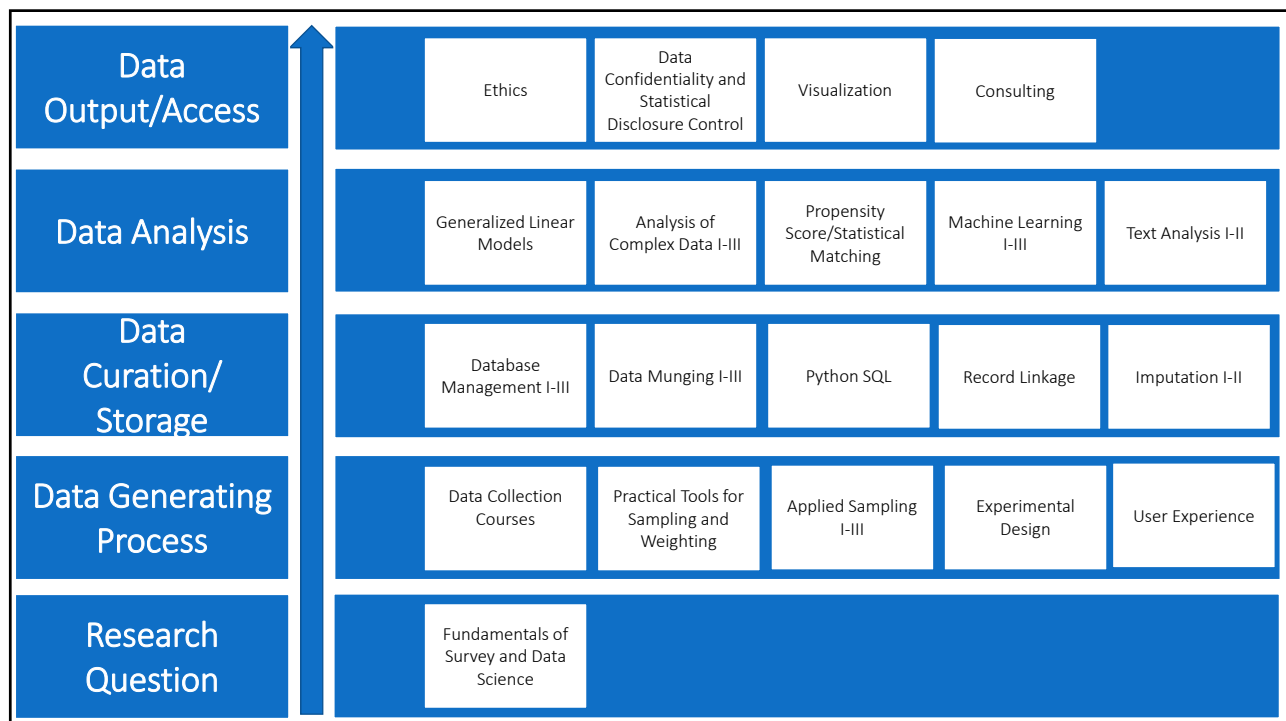 Data
Output/Access
Ethics
Data
Confidentiality and
Statistical
Disclosure Control
Visualization
Consulting
Data Analysis
Generalized Linear
Models
Analysis of
Complex Data I-III
Propensity
Score/Statistical
Matching
Machine Learning
I-III
Text Analysis I-II
Data
Curation/
Storage
Database
Management I-III
Data Munging I-III
Python SQL
Record Linkage
Imputation I-II
Data Generating
Process
Data Collection
Courses
Practical Tools for
Sampling and
Weighting
Applied Sampling
I-III
Experimental
Design
User Experience
Research
Question
Fundamentals of
Survey and Data
Science